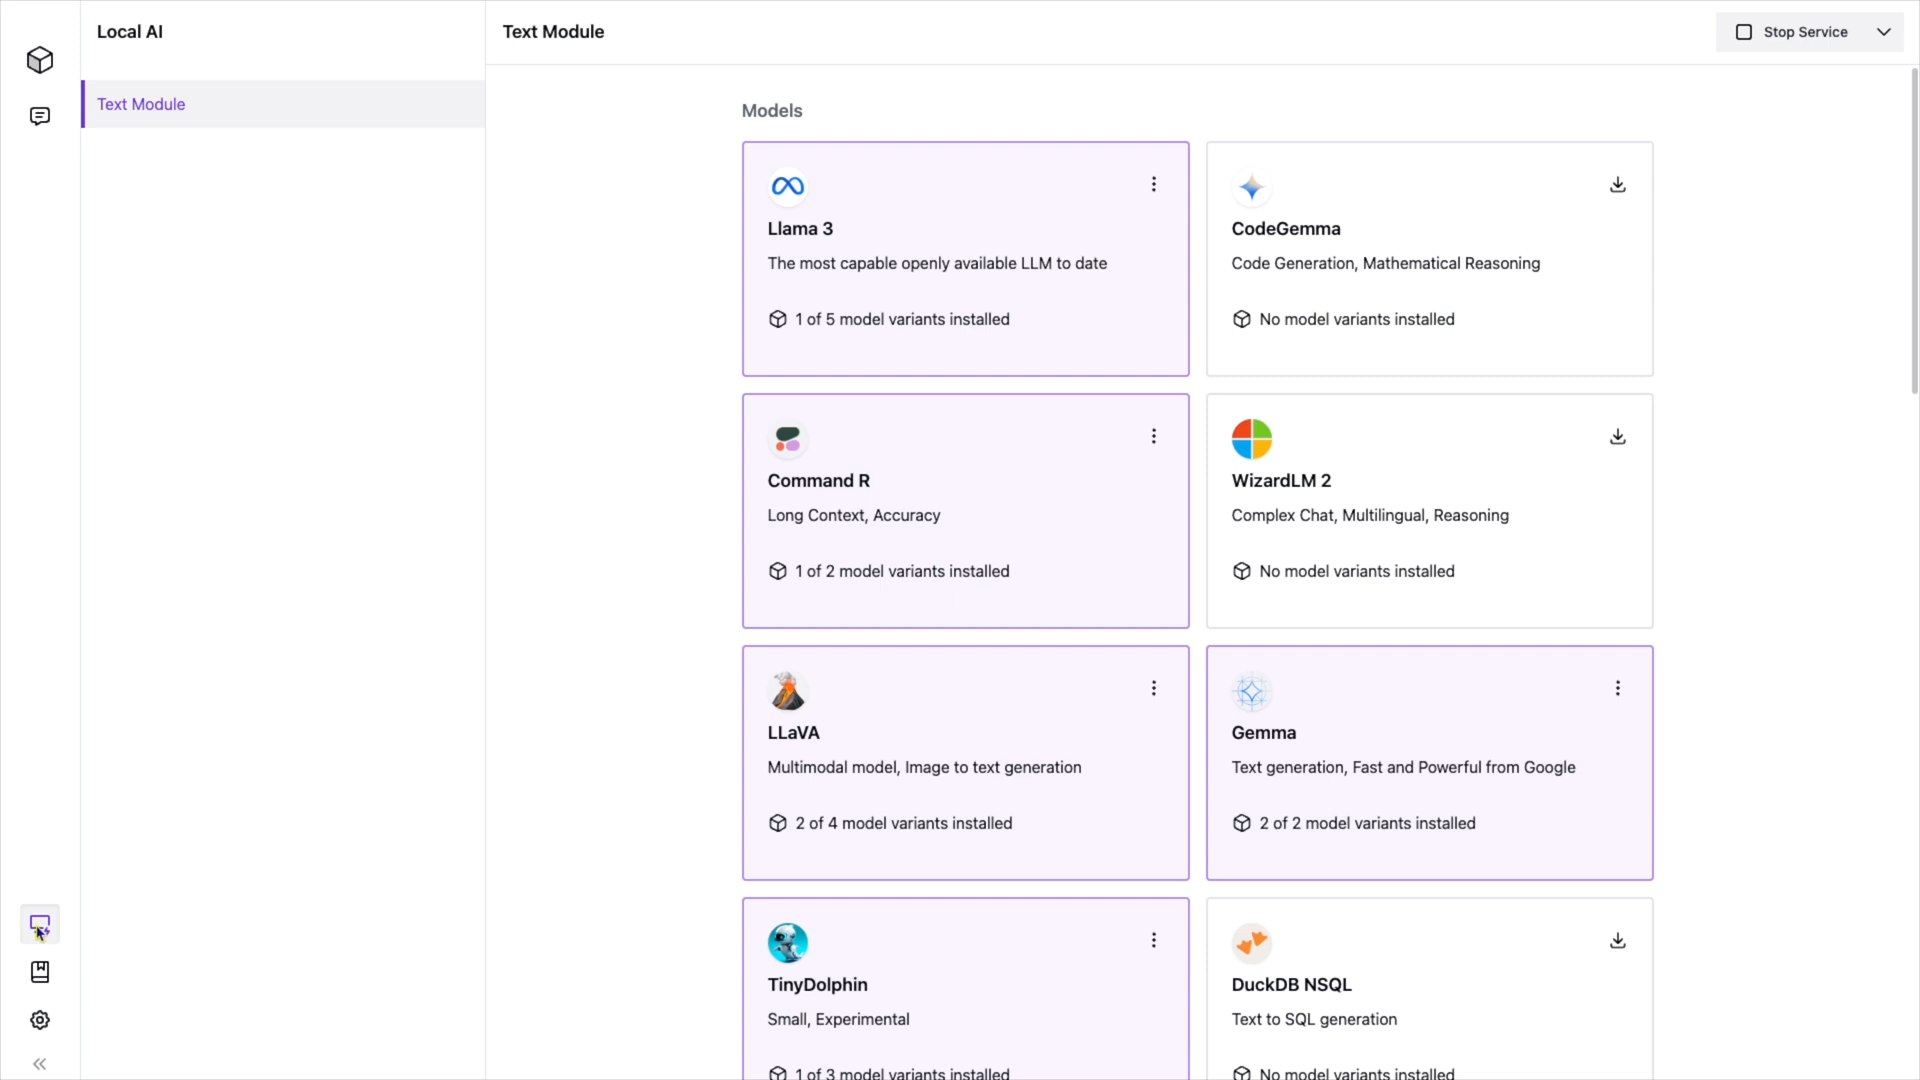 Local AI
Text Module
Text Module
Stop Service
Models
Llama 3
The most capable openly available LLM to date
1 of 5 model variants installed
CodeGemma
Code Generation, Mathematical Reasoning
No model variants installed
Command R
Long Context, Accuracy
1 of 2 model variants installed
WizardLM 2
Complex Chat, Multilingual, Reasoning
No model variants installed
LLaVA
Multimodal model, Image to text generation
2 of 4 model variants installed
Gemma
Text generation, Fast and Powerful from Google
2 of 2 model variants installed
TinyDolphin
Small, Experimental
1 of 3 model variants installed
DuckDB NSQL
Text to SQL generation
No model variants installed